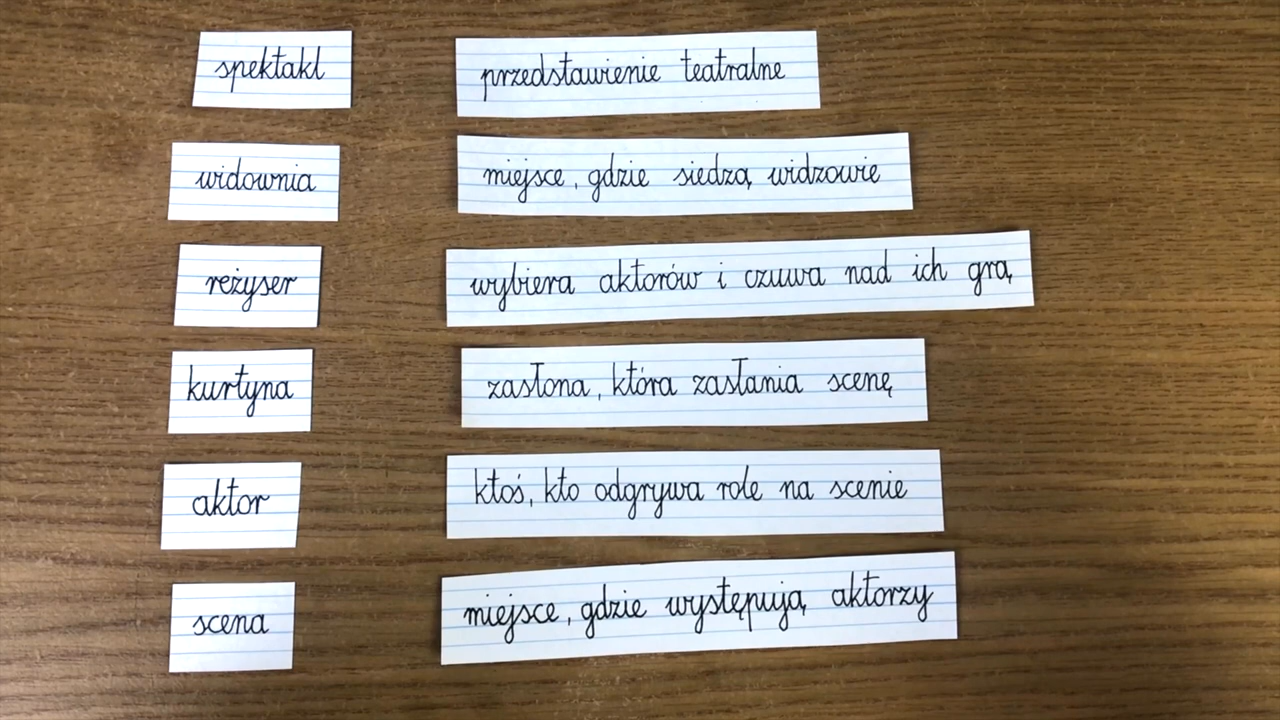 spektakl przedstawienie teatralne
widownia miejsce, gdzie siedzą widzowie
reżyser wybiera aktorów i czuwa nad ich grą
kurtyna zasłona, która zasłania scenę
aktor ktoś, kto odgrywa role na scenie
scena miejsce, gdzie występują aktorzy